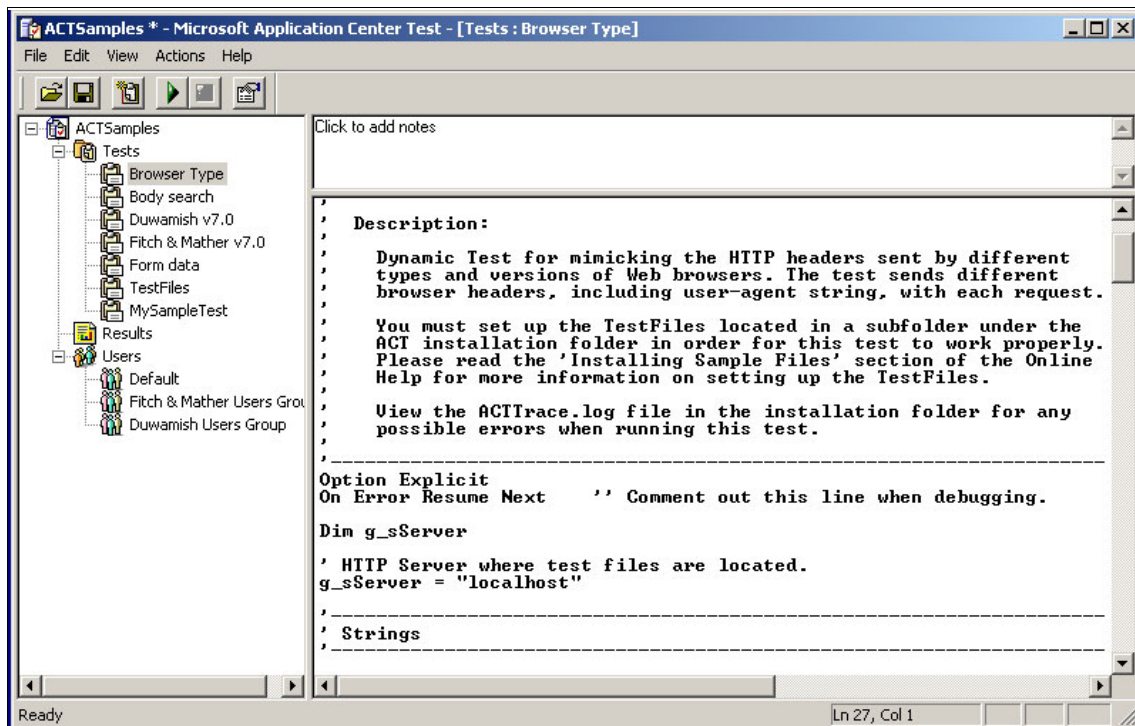 ACTSamples * - Microsoft Application Center Test - [Tests : Browser Type]
File Edit View Actions Help
ACTSamples
Tests
Browser Type
Body search
Duwamish v7.0
Fitch & Mather v7.0
Form data
TestFiles
MySampleTest
Results
Users
Default
Fitch & Mather Users Grou
Duwamish Users Group
Click to add notes
'
' Description:
'
' Dynamic Test for mimicking the HTTP headers sent by different
' types and versions of Web browsers. The test sends different
' browser headers, including user-agent string, with each request.
'
' You must set up the TestFiles located in a subfolder under the
' ACT installation folder in order for this test to work properly.
' Please read the 'Installing Sample Files' section of the Online
' Help for more information on setting up the TestFiles.
'
' View the ACTTrace.log file in the installation folder for any
' possible errors when running this test.
'
'______________________________________________________________________
Option Explicit
On Error Resume Next '' Comment out this line when debugging.
Dim g_sServer
' HTTP Server where test files are located.
g_sServer = "localhost"
'______________________________________________________________________
' Strings
'______________________________________________________________________
Ready
Ln 27, Col 1